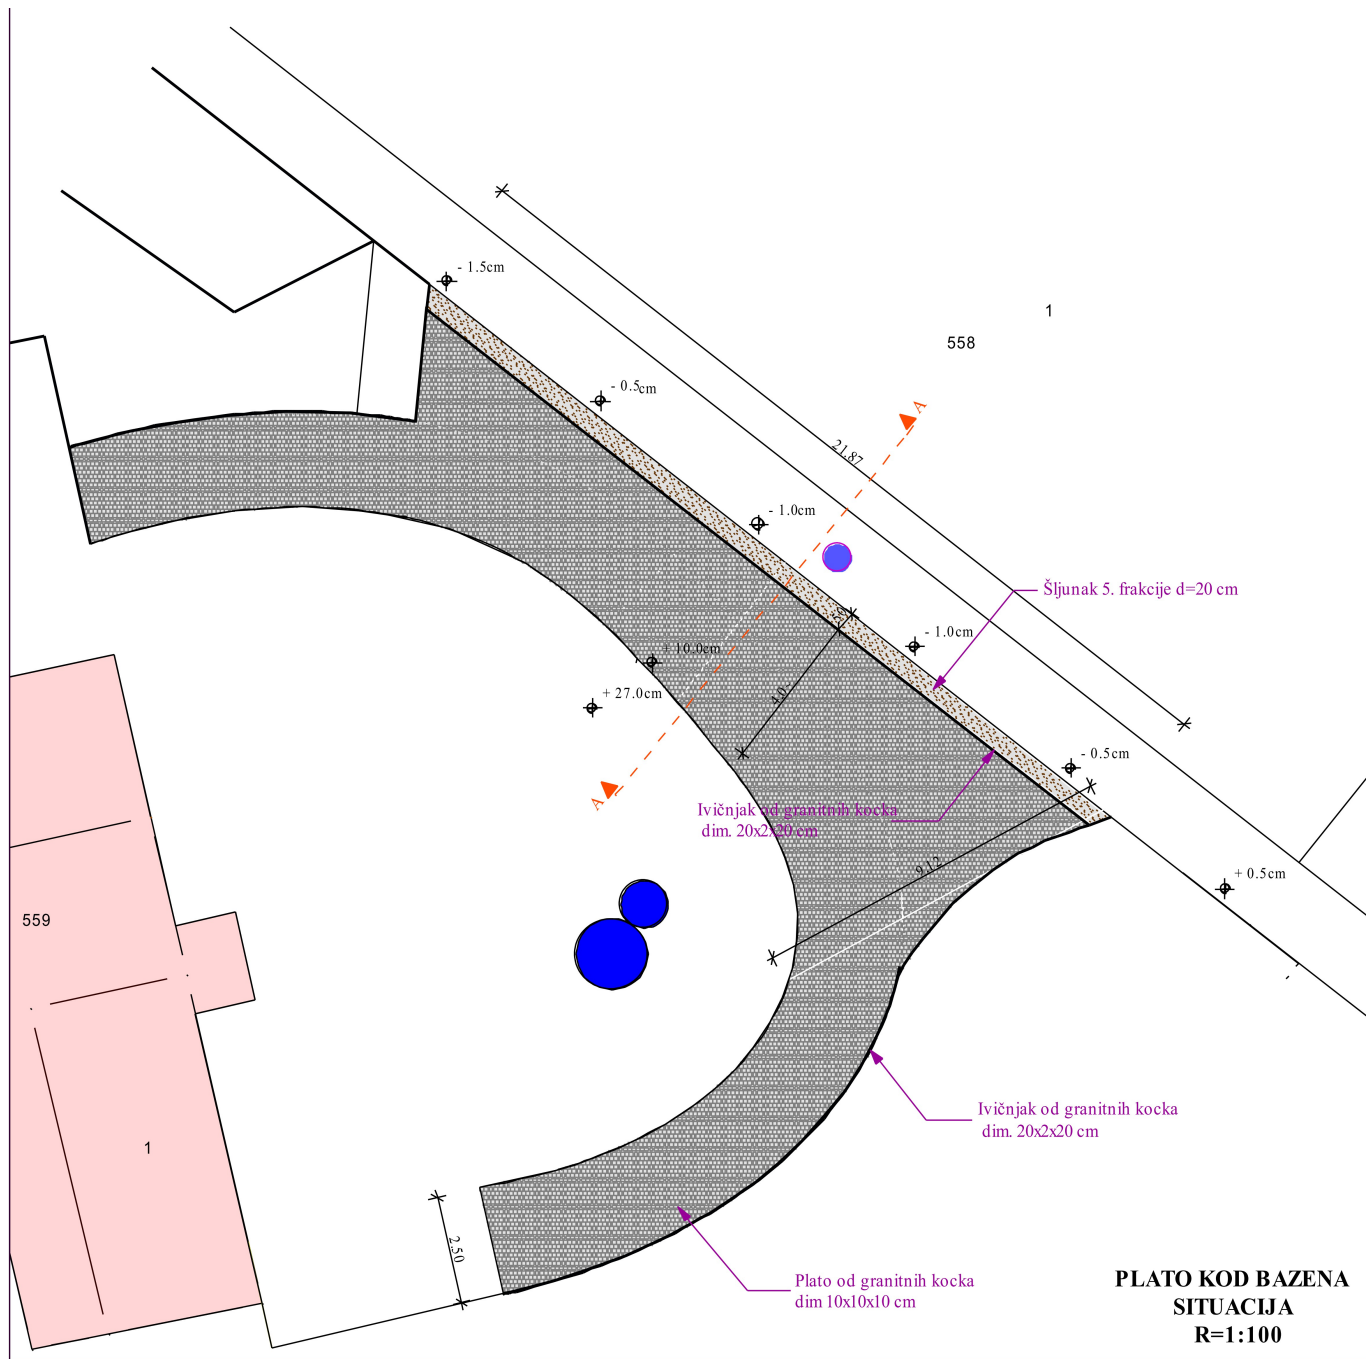 - 1.5cm
1
558
- 0.5cm
A
21.87
- 1.0cm
Šljunak 5. frakcije d=20 cm
- 1.0cm
+ 10.0cm
+ 27.0cm
4.0
- 0.5cm
A
Ivičnjak od granitnih kocka
dim. 20x2x20 cm
9.12
+ 0.5cm
559
Ivičnjak od granitnih kocka
dim. 20x2x20 cm
1
2.50
Plato od granitnih kocka
dim 10x10x10 cm
PLATO KOD BAZENA
SITUACIJA
R=1:100